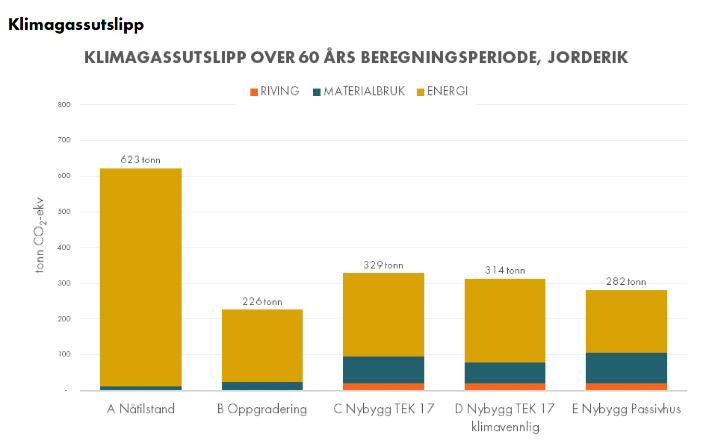 Klimagassutslipp
KLIMAGASSUTSLIPP OVER 60 ÅRS BEREGNINGSPERIODE, JORDERIK
RIVING MATERIALBRUK ENERGI
tonn CO₂-ekv
800
700
600
500
400
300
200
100
-
623 tonn
226 tonn
329 tonn
314 tonn
282 tonn
A Nåtilstand
B Oppgradering
C Nybygg TEK 17
D Nybygg TEK 17
klimavennlig
E Nybygg Passivhus